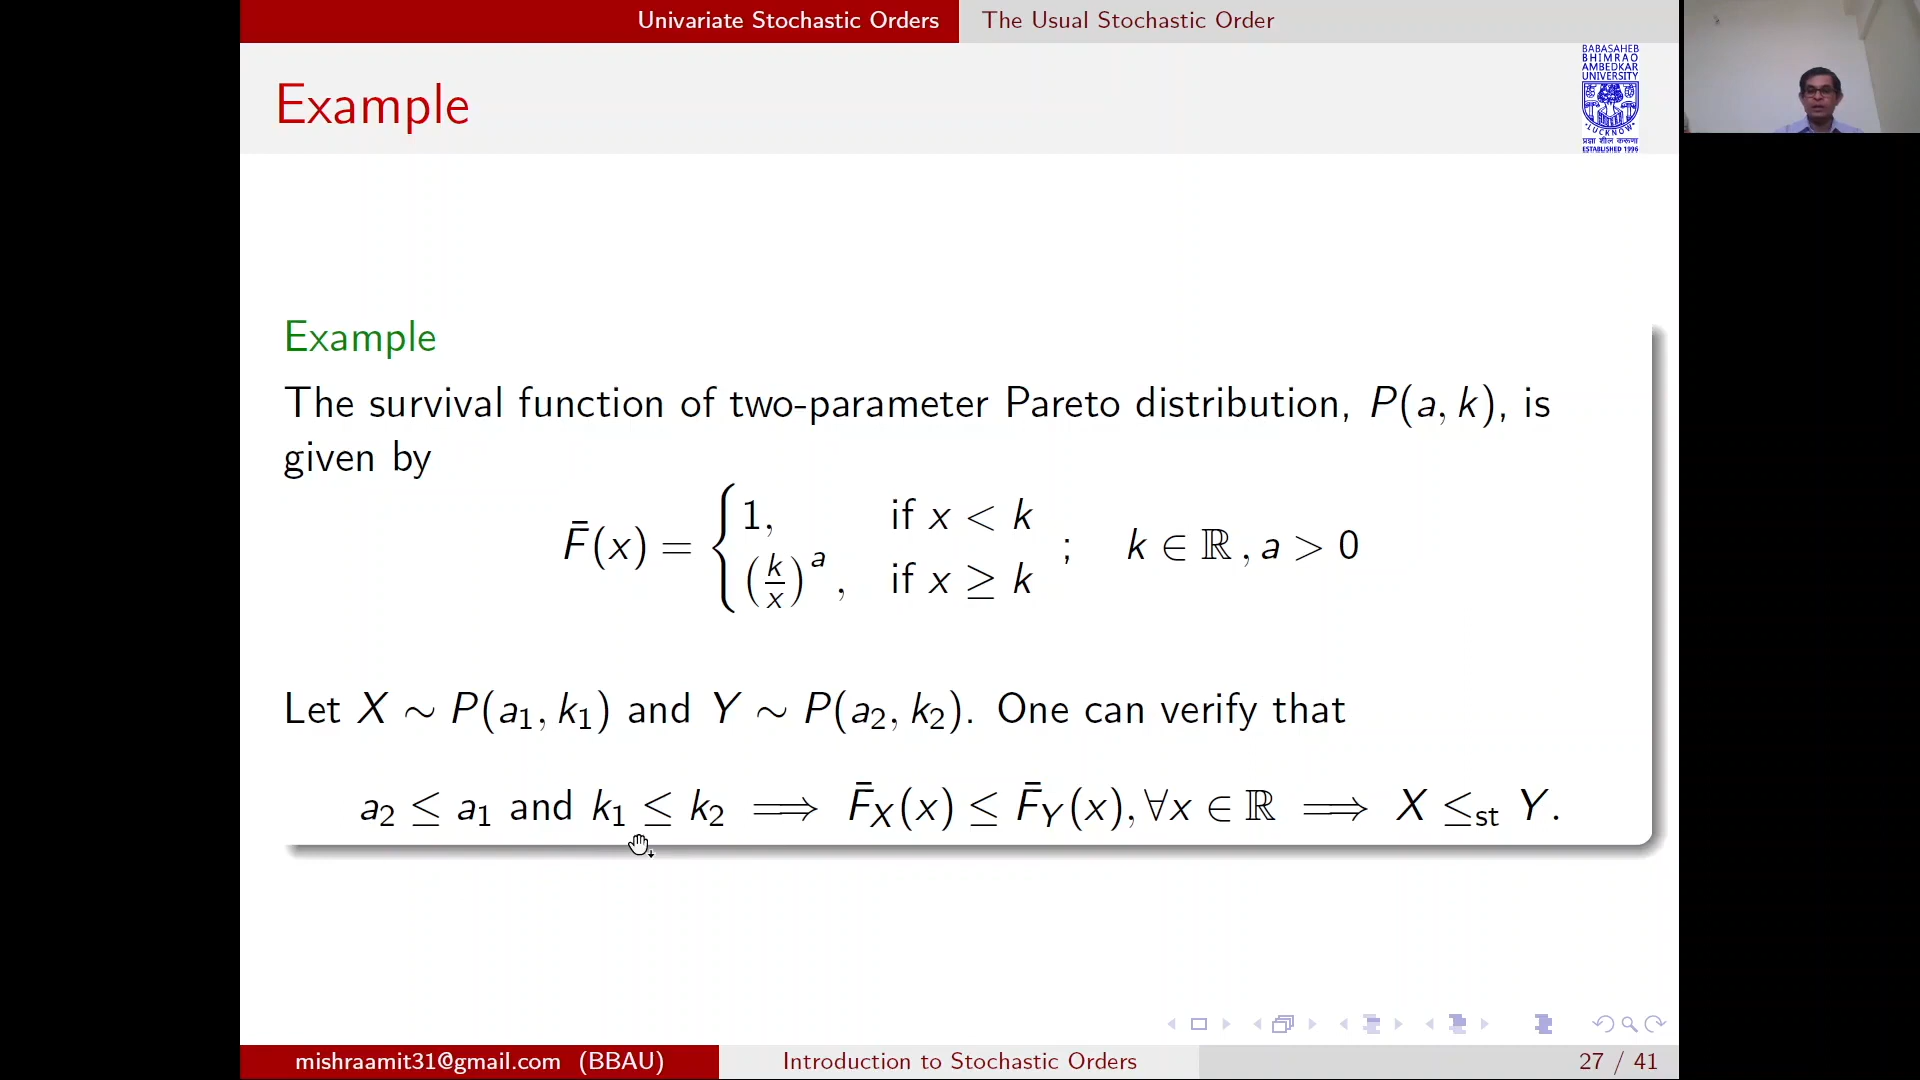 Univariate Stochastic Orders
The Usual Stochastic Order
Example
BABASAHEB
BHIMRAO
AMBEDKAR
UNIVERSITY
LUCKNOW
प्रज्ञा शील करूणा
ESTABLISHED 1996
Example
The survival function of two-parameter Pareto distribution, P(a, k), is
given by
F̄(x) = { 1, if x < k
(k/x)^a, if x ≥ k ; k ∈ ℝ, a > 0
Let X ∼ P(a₁, k₁) and Y ∼ P(a₂, k₂). One can verify that
a₂ ≤ a₁ and k₁ ≤ k₂ ⟹ F̄_X(x) ≤ F̄_Y(x), ∀x ∈ ℝ ⟹ X ≤_st Y.
mishraamit31@gmail.com (BBAU)
Introduction to Stochastic Orders
27 / 41